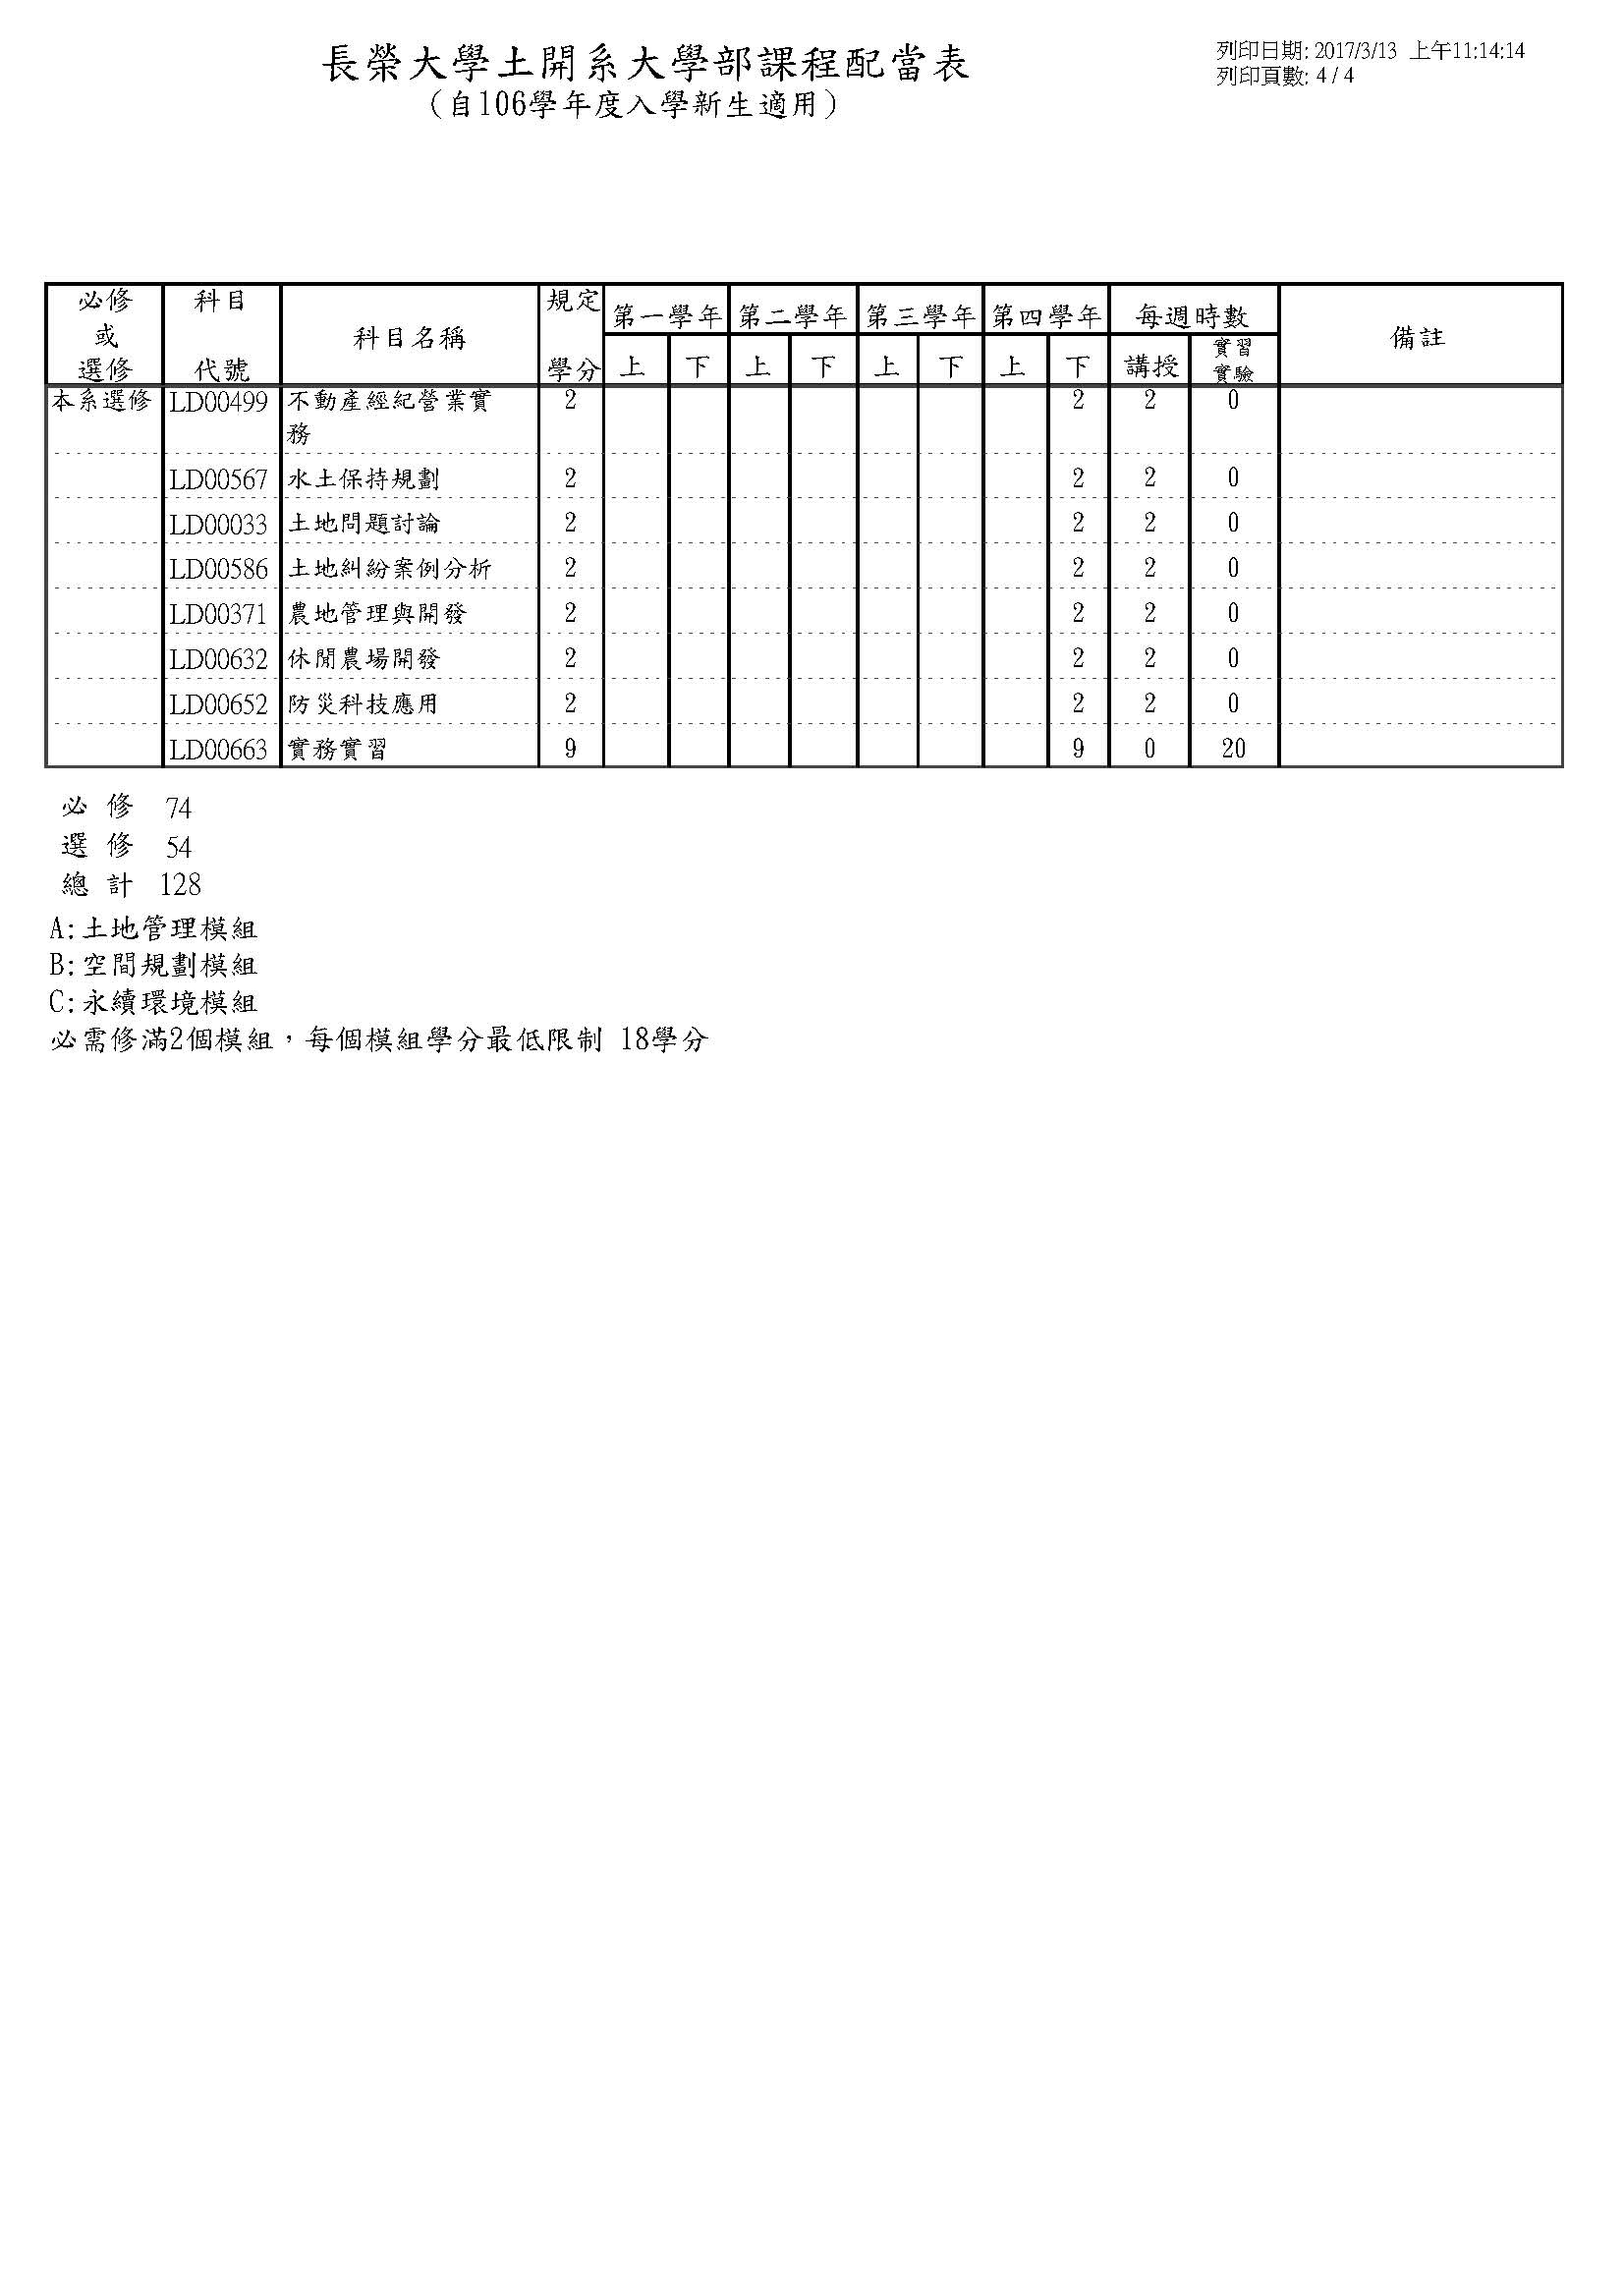 長榮大學土開系大學部課程配當表
(自106學年度入學新生適用)
列印日期: 2017/3/13 上午11:14:14
列印頁數: 4 / 4
必修或選修 科目代號 科目名稱 規定學分 第一學年 第二學年 第三學年 第四學年 每週時數 備註
上 下 上 下 上 下 上 下 講授 實習實驗
本系選修 LD00499 不動產經紀營業實 2 2 2 0
務
LD00567 水土保持規劃 2 2 2 0
LD00033 土地問題討論 2 2 2 0
LD00586 土地糾紛案例分析 2 2 2 0
LD00371 農地管理與開發 2 2 2 0
LD00632 休閒農場開發 2 2 2 0
LD00652 防災科技應用 2 2 2 0
LD00663 實務實習 9 9 0 20
必修 74
選修 54
總計 128
A:土地管理模組
B:空間規劃模組
C:永續環境模組
必需修滿2個模組，每個模組學分最低限制 18學分